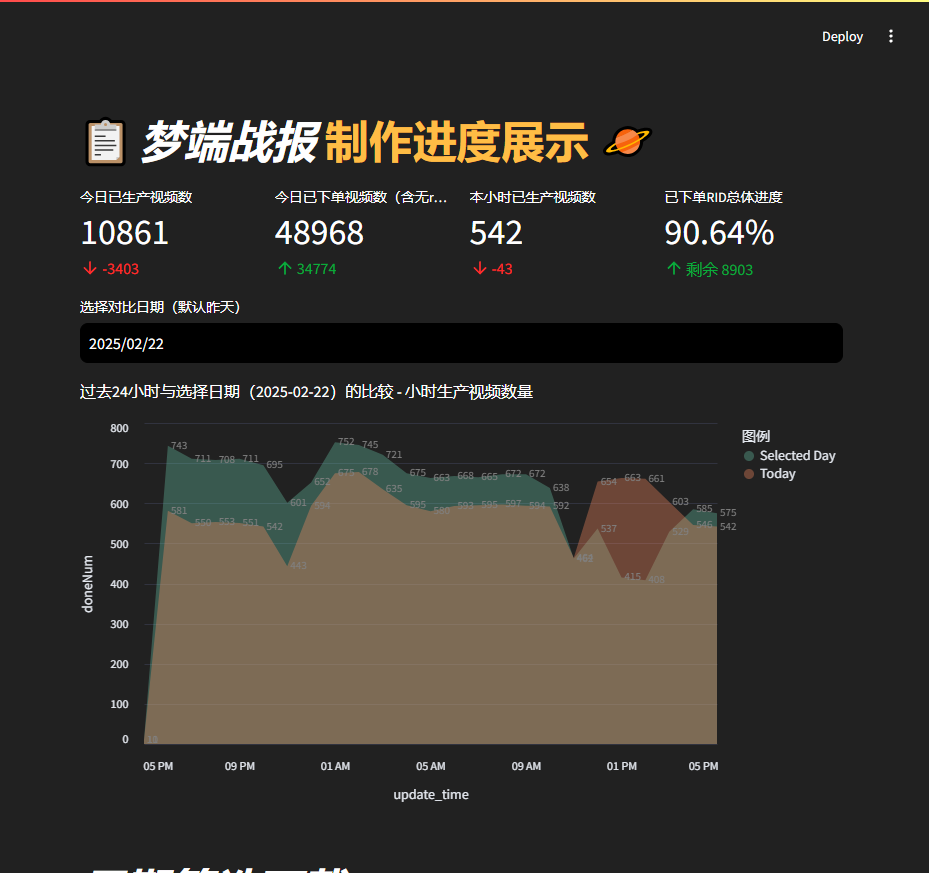 Deploy
梦端战报制作进度展示
今日已生产视频数
10861
-3403
今日已下单视频数（含无r...
48968
34774
本小时已生产视频数
542
-43
已下单RID总体进度
90.64%
剩余 8903
选择对比日期（默认昨天）
2025/02/22
过去24小时与选择日期（2025-02-22）的比较 - 小时生产视频数量
图例
Selected Day
Today
doneNum
800
700
600
500
400
300
200
100
0
743 711 708 711 695 601 652 752 745 721 675 663 668 665 672 672 638 537 415 408 529 585 575
581 550 553 551 542 443 594 675 678 635 595 593 595 597 594 592 654 663 661 603 546 542
18
05 PM 09 PM 01 AM 05 AM 09 AM 01 PM 05 PM
update_time